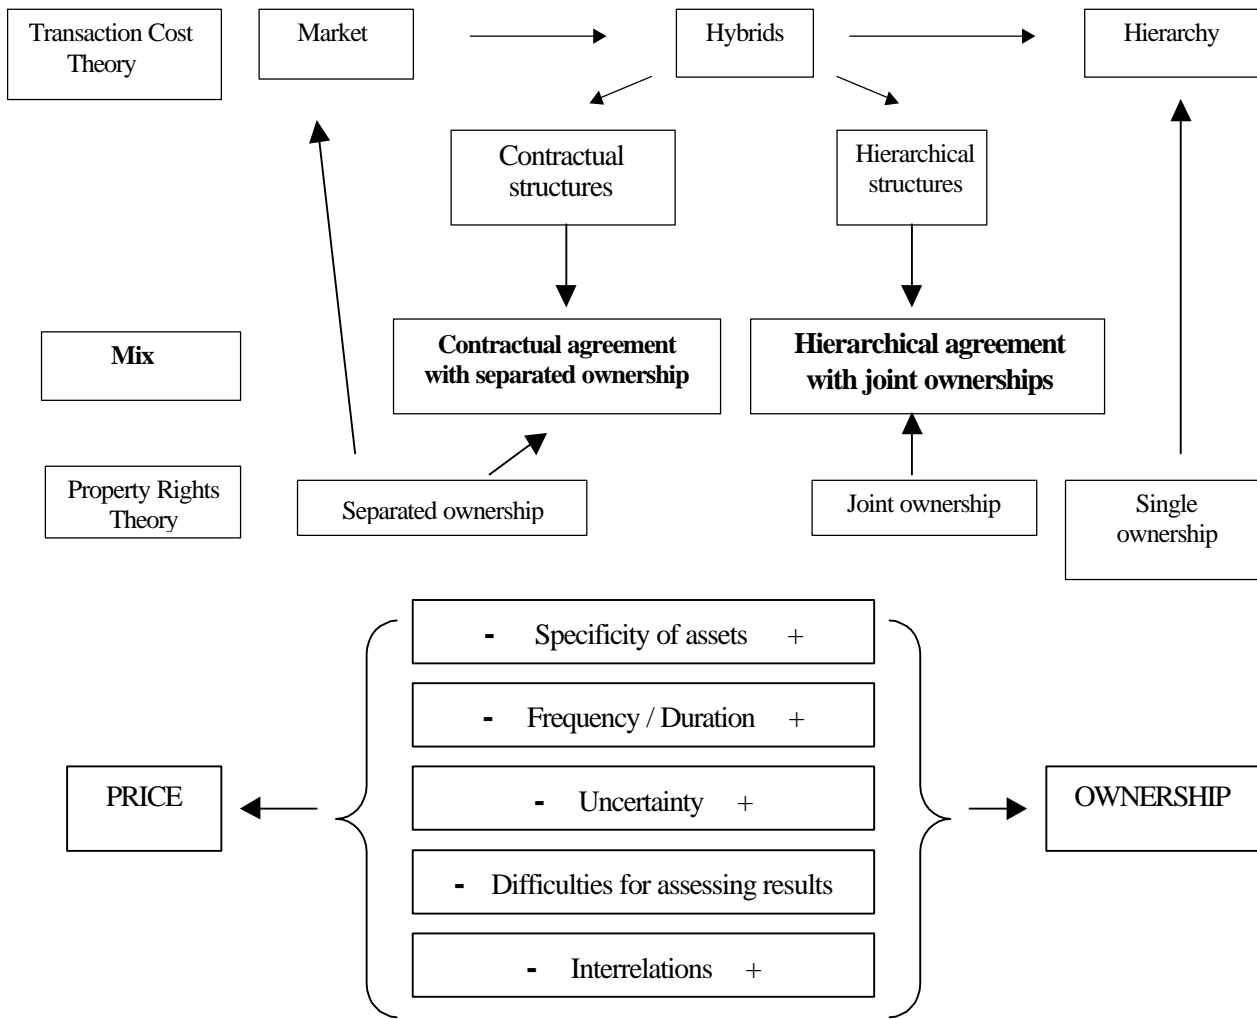 Transaction Cost
Theory
Market
Hybrids
Hierarchy
Contractual
structures
Hierarchical
structures
Mix
Contractual agreement
with separated ownership
Hierarchical agreement
with joint ownerships
Property Rights
Theory
Separated ownership
Joint ownership
Single
ownership
- Specificity of assets +
- Frequency / Duration +
PRICE
- Uncertainty +
OWNERSHIP
- Difficulties for assessing results
- Interrelations +